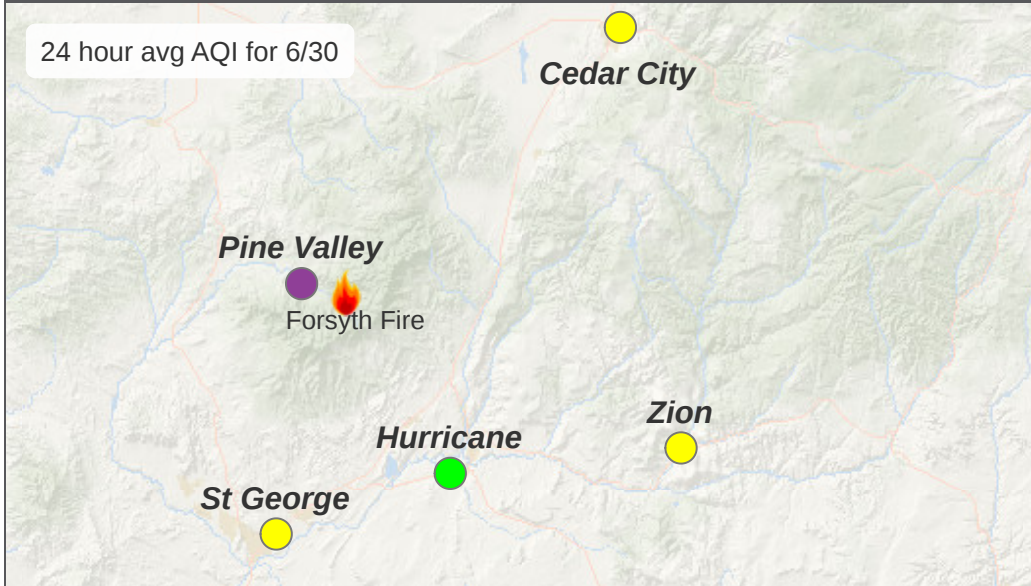 24 hour avg AQI for 6/30
Cedar City
Pine Valley
Forsyth Fire
Zion
Hurricane
St George